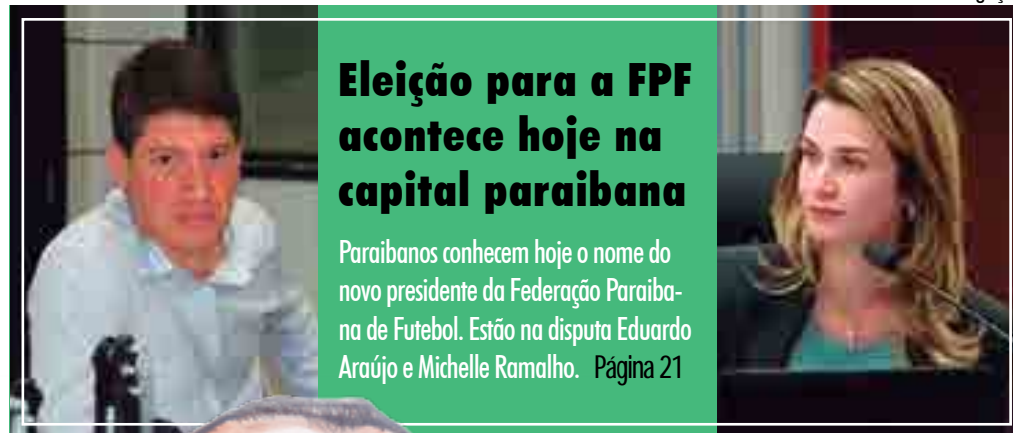 Eleição para a FPF
acontece hoje na
capital paraibana
Paraibanos conhecem hoje o nome do
novo presidente da Federação Paraiba-
na de Futebol. Estão na disputa Eduardo
Araújo e Michelle Ramalho. Página 21